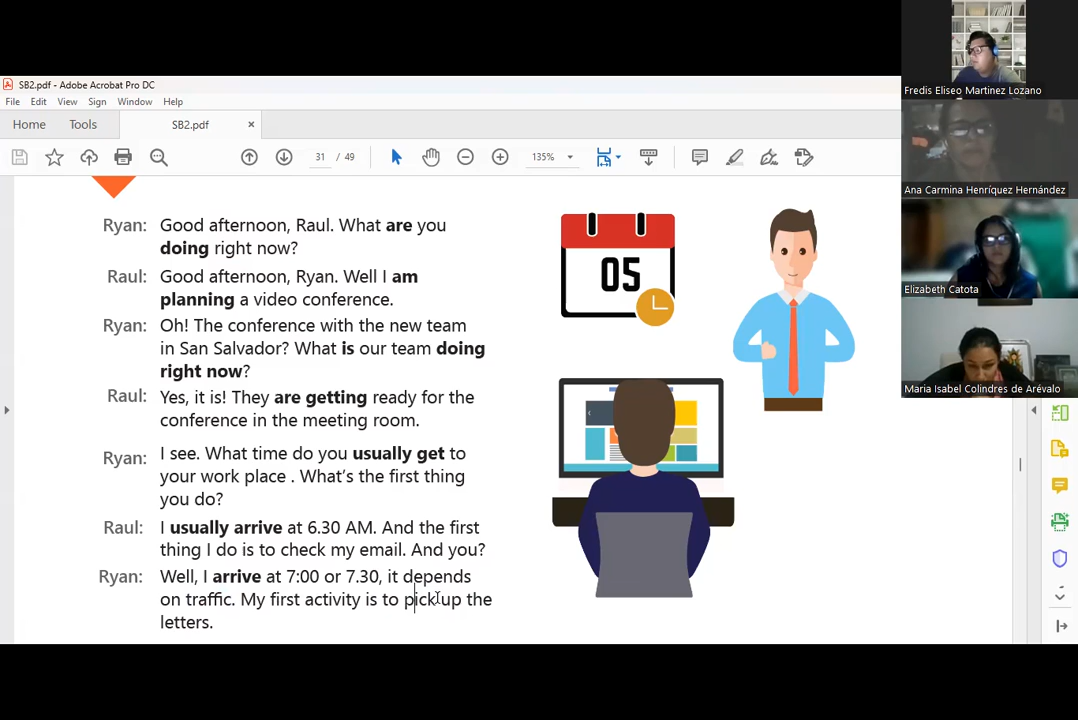 SB2.pdf - Adobe Acrobat Pro DC
File Edit View Sign Window Help
Home Tools SB2.pdf ×
31 / 49 135%
Ryan: Good afternoon, Raul. What are you
doing right now?
Raul: Good afternoon, Ryan. Well I am
planning a video conference.
Ryan: Oh! The conference with the new team
in San Salvador? What is our team doing
right now?
Raul: Yes, it is! They are getting ready for the
conference in the meeting room.
Ryan: I see. What time do you usually get to
your work place . What's the first thing
you do?
Raul: I usually arrive at 6.30 AM. And the first
thing I do is to check my email. And you?
Ryan: Well, I arrive at 7:00 or 7.30, it depends
on traffic. My first activity is to pick up the
letters.
05
Fredis Eliseo Martinez Lozano
Ana Carmina Henríquez Hernández
Elizabeth Catota
Maria Isabel Colindres de Arévalo